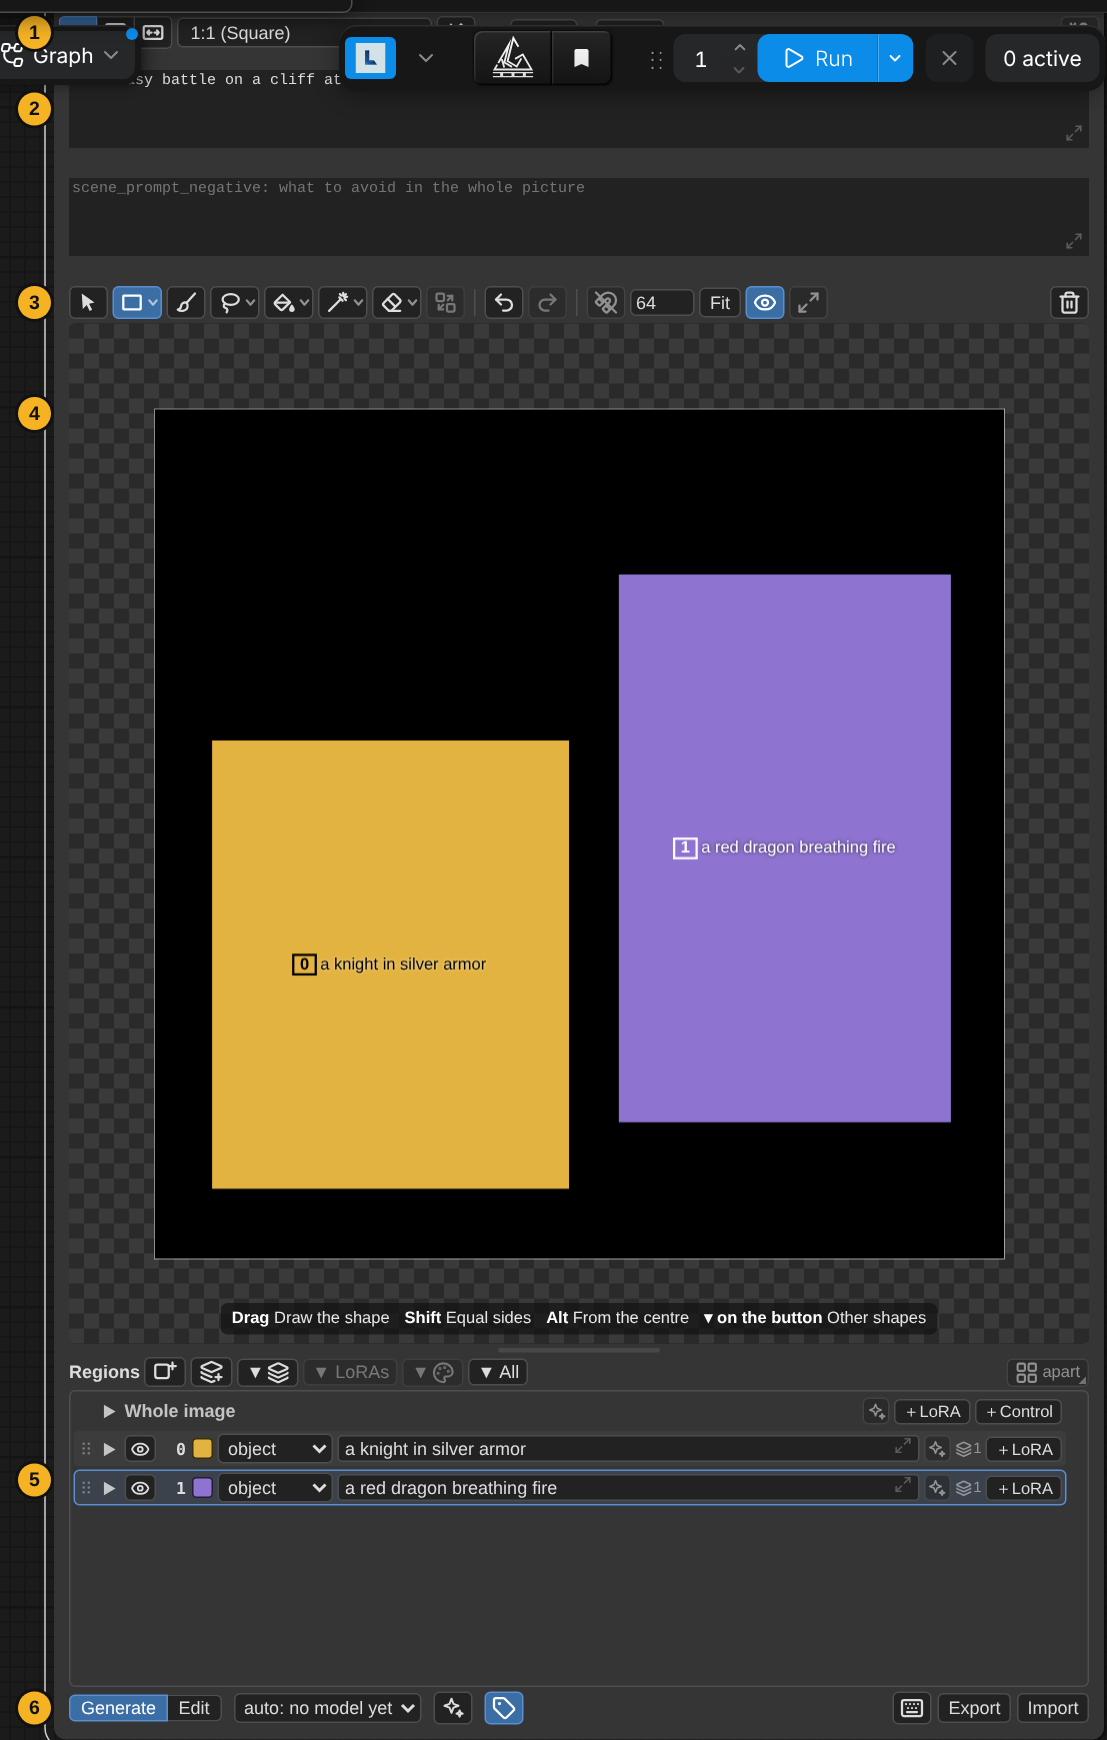 1
1:1 (Square)
Graph
L
1
Run
0 active
2
sy battle on a cliff at
scene_prompt_negative: what to avoid in the whole picture
3
64
Fit
4
1 a red dragon breathing fire
0 a knight in silver armor
Drag Draw the shape Shift Equal sides Alt From the centre ▼ on the button Other shapes
Regions ▼ ▼ LoRAs ▼ ▼ All apart
▶ Whole image +LoRA +Control
▶ 0 object a knight in silver armor 1 +LoRA
5
▶ 1 object a red dragon breathing fire 1 +LoRA
6
Generate Edit auto: no model yet Export Import